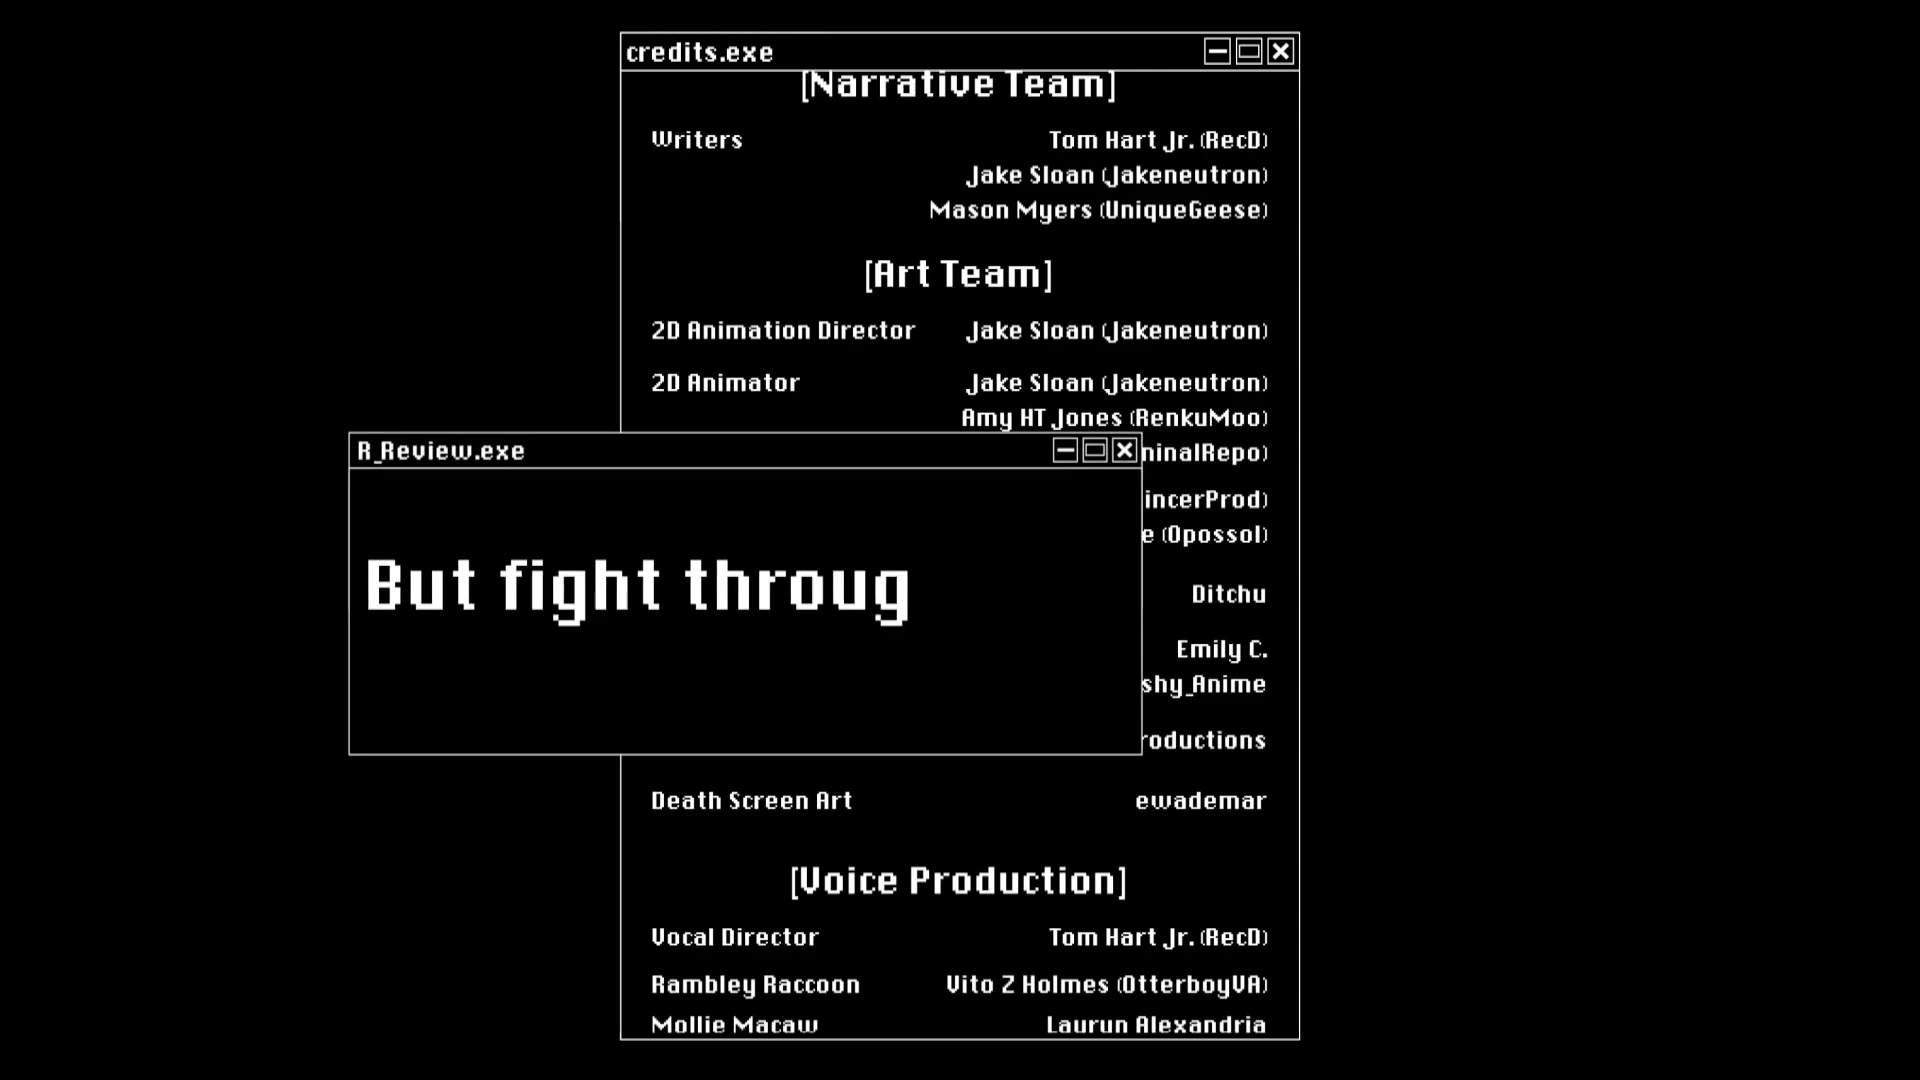 credits.exe
[Narrative Team]
Writers Tom Hart Jr. (RecD)
Jake Sloan (Jakeneutron)
Mason Myers (UniqueGeese)
[Art Team]
2D Animation Director Jake Sloan (Jakeneutron)
2D Animator Jake Sloan (Jakeneutron)
Amy HT Jones (RenkuMoo)
R_Review.exe
ninalRepo)
incerProd)
e (Opossol)
But fight throug
Ditchu
Emily C.
shy_Anime
roductions
Death Screen Art ewademar
[Voice Production]
Vocal Director Tom Hart Jr. (RecD)
Rambley Raccoon Vito Z Holmes (OtterboyVA)
Mollie Macaw Laurun Alexandria